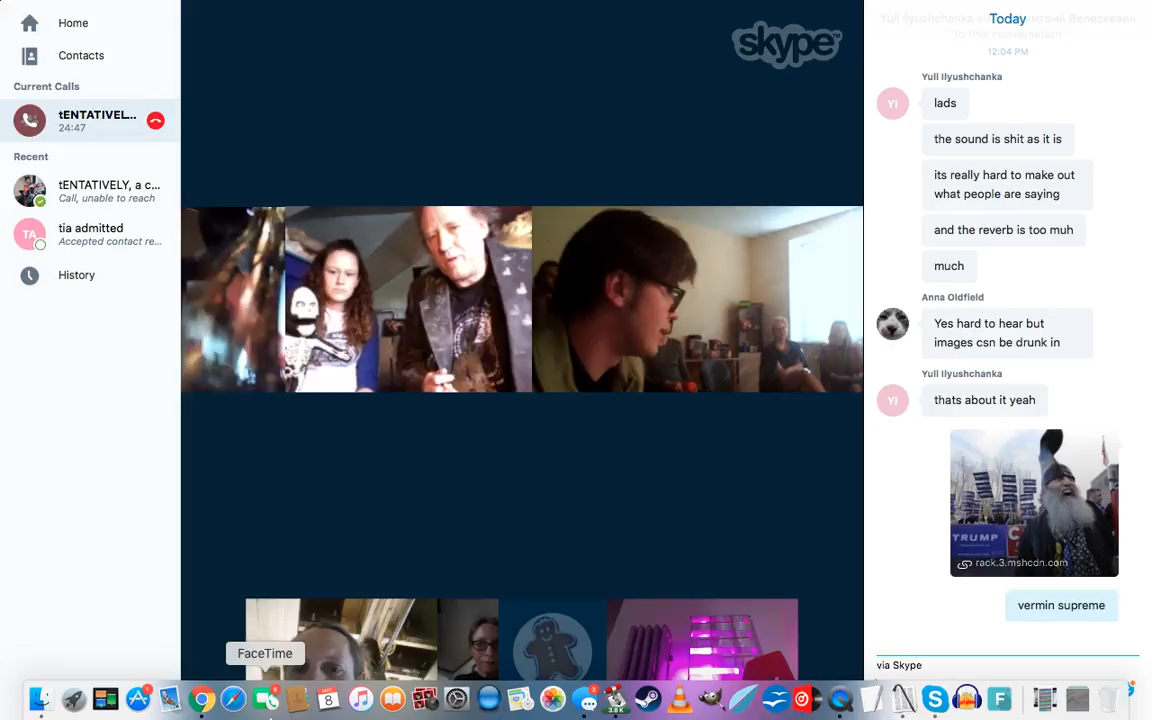 Home
Contacts
Current Calls
tENTATIVEL...
24:47
Recent
tENTATIVELY, a c...
Call, unable to reach
TA
tia admitted
Accepted contact re...
History
skype
TM
FaceTime
Today
12:04 PM
Yuli Ilyushchanka
YI
lads
the sound is shit as it is
its really hard to make out
what people are saying
and the reverb is too muh
much
Anna Oldfield
Yes hard to hear but
images csn be drunk in
Yuli Ilyushchanka
YI
thats about it yeah
TRUMP
rack.3.mshcdn.com
vermin supreme
via Skype